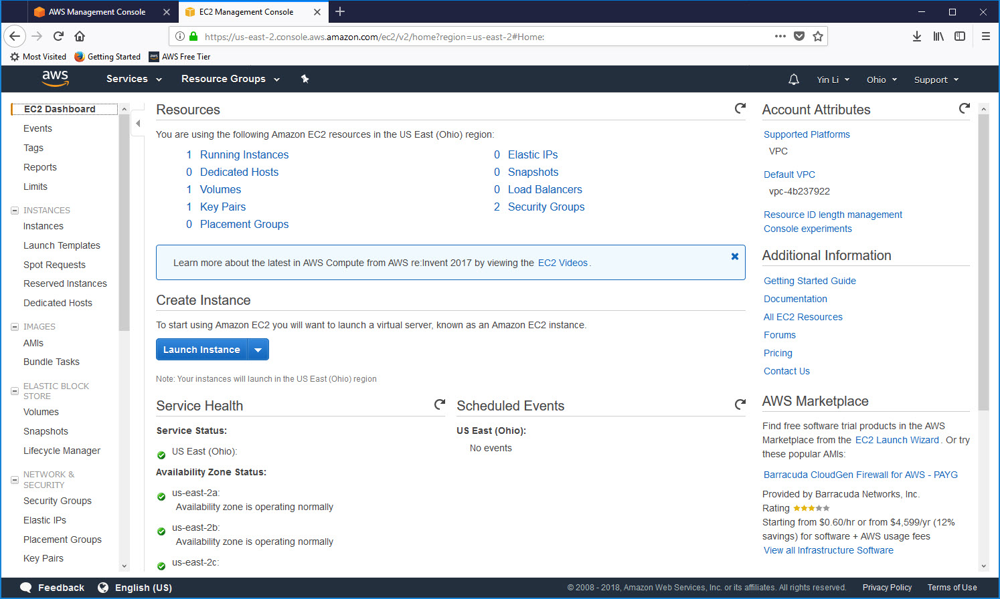 AWS Management Console
EC2 Management Console
https://us-east-2.console.aws.amazon.com/ec2/v2/home?region=us-east-2#Home:
Most Visited
Getting Started
AWS Free Tier
aws
Services
Resource Groups
Yin Li
Ohio
Support
EC2 Dashboard
Events
Tags
Reports
Limits
INSTANCES
Instances
Launch Templates
Spot Requests
Reserved Instances
Dedicated Hosts
IMAGES
AMIs
Bundle Tasks
ELASTIC BLOCK
STORE
Volumes
Snapshots
Lifecycle Manager
NETWORK &
SECURITY
Security Groups
Elastic IPs
Placement Groups
Key Pairs
Resources
You are using the following Amazon EC2 resources in the US East (Ohio) region:
1 Running Instances
0 Elastic IPs
0 Dedicated Hosts
0 Snapshots
1 Volumes
0 Load Balancers
1 Key Pairs
2 Security Groups
0 Placement Groups
Learn more about the latest in AWS Compute from AWS re:Invent 2017 by viewing the EC2 Videos.
Create Instance
To start using Amazon EC2 you will want to launch a virtual server, known as an Amazon EC2 instance.
Launch Instance
Note: Your instances will launch in the US East (Ohio) region
Service Health
Service Status:
US East (Ohio):
Availability Zone Status:
us-east-2a:
Availability zone is operating normally
us-east-2b:
Availability zone is operating normally
us-east-2c:
Scheduled Events
US East (Ohio):
No events
Account Attributes
Supported Platforms
VPC
Default VPC
vpc-4b237922
Resource ID length management
Console experiments
Additional Information
Getting Started Guide
Documentation
All EC2 Resources
Forums
Pricing
Contact Us
AWS Marketplace
Find free software trial products in the AWS
Marketplace from the EC2 Launch Wizard. Or try
these popular AMIs:
Barracuda CloudGen Firewall for AWS - PAYG
Provided by Barracuda Networks, Inc.
Rating
Starting from $0.60/hr or from $4,599/yr (12%
savings) for software + AWS usage fees
View all Infrastructure Software
Feedback
English (US)
© 2008 - 2018, Amazon Web Services, Inc. or its affiliates. All rights reserved.
Privacy Policy
Terms of Use